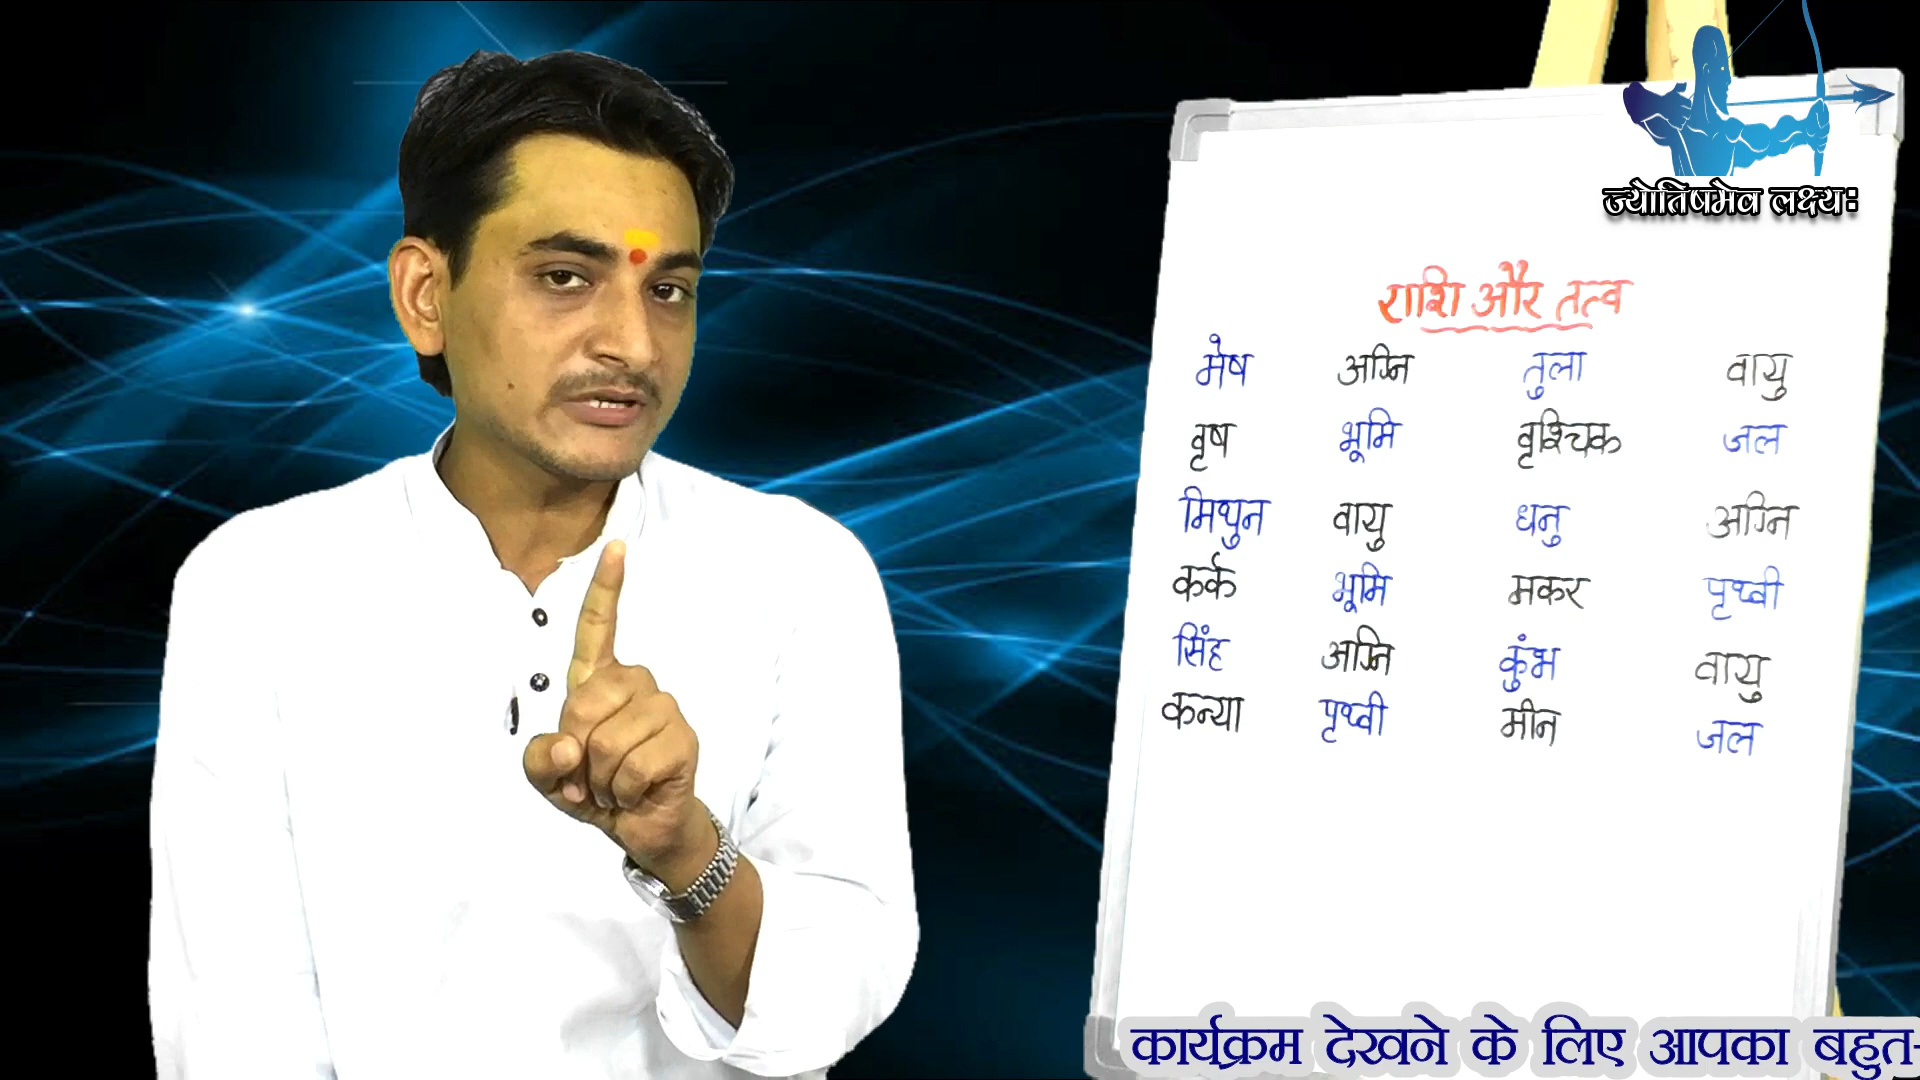 ज्योतिषमेव लक्ष्यः
राशि और तत्व
मेष अग्नि तुला वायु
वृष भूमि वृश्चिक जल
मिथुन वायु धनु अग्नि
कर्क भूमि मकर पृथ्वी
सिंह अग्नि कुंभ वायु
कन्या पृथ्वी मीन जल
कार्यक्रम देखने के लिए आपका बहुत-